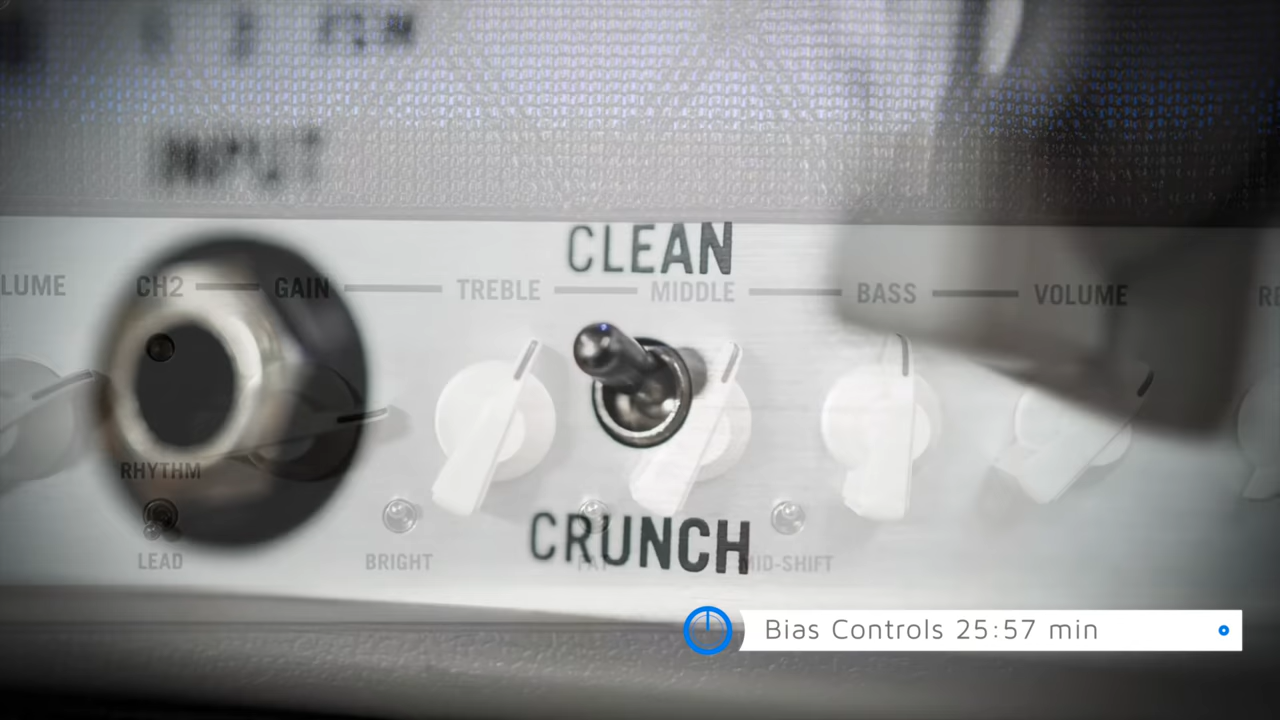 INPUT
CLEAN
LUME CH2 GAIN TREBLE MIDDLE BASS VOLUME
RHYTHM
CRUNCH
LEAD BRIGHT FAT MID-SHIFT
Bias Controls 25:57 min